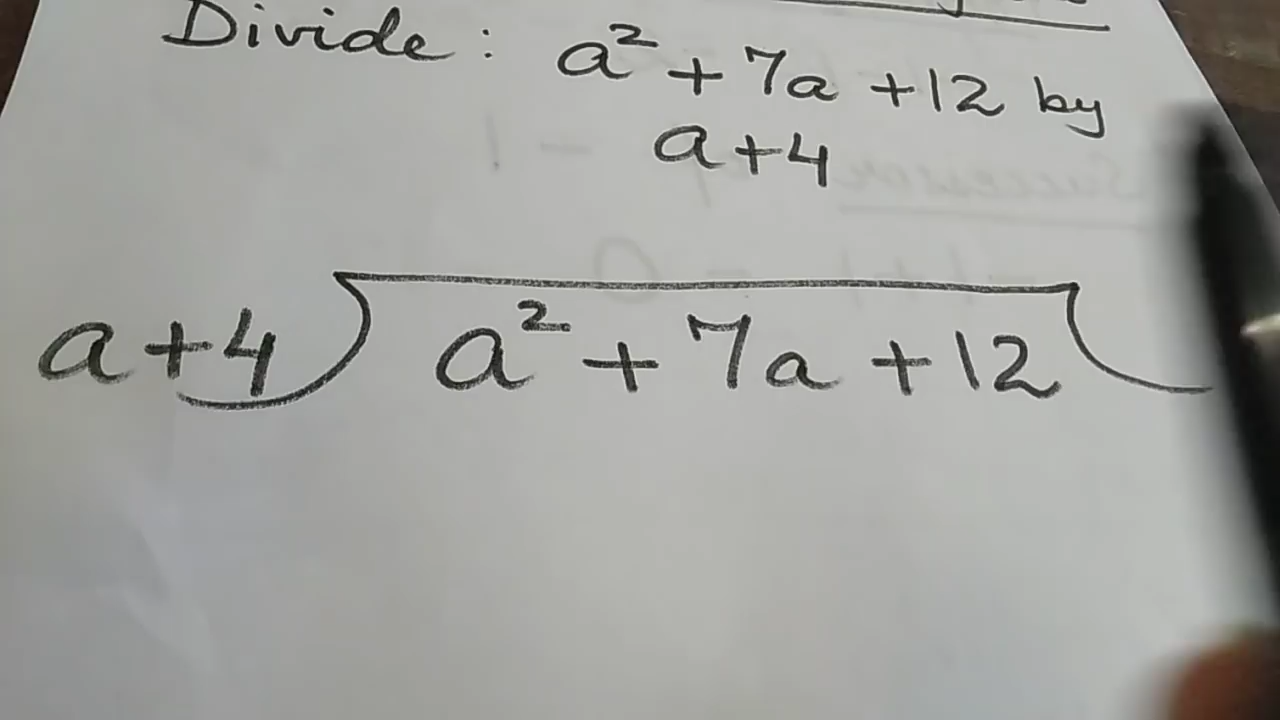 Divide : a² + 7a + 12 by
a + 4
a + 4 ) a² + 7a + 12 (